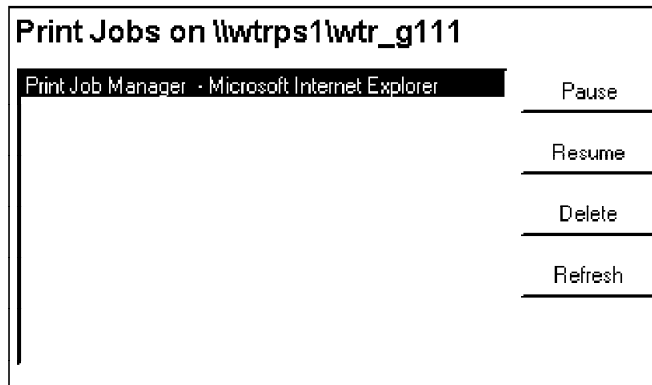 Print Jobs on \\wtrps1\wtr_g111
Print Job Manager - Microsoft Internet Explorer
Pause
Resume
Delete
Refresh